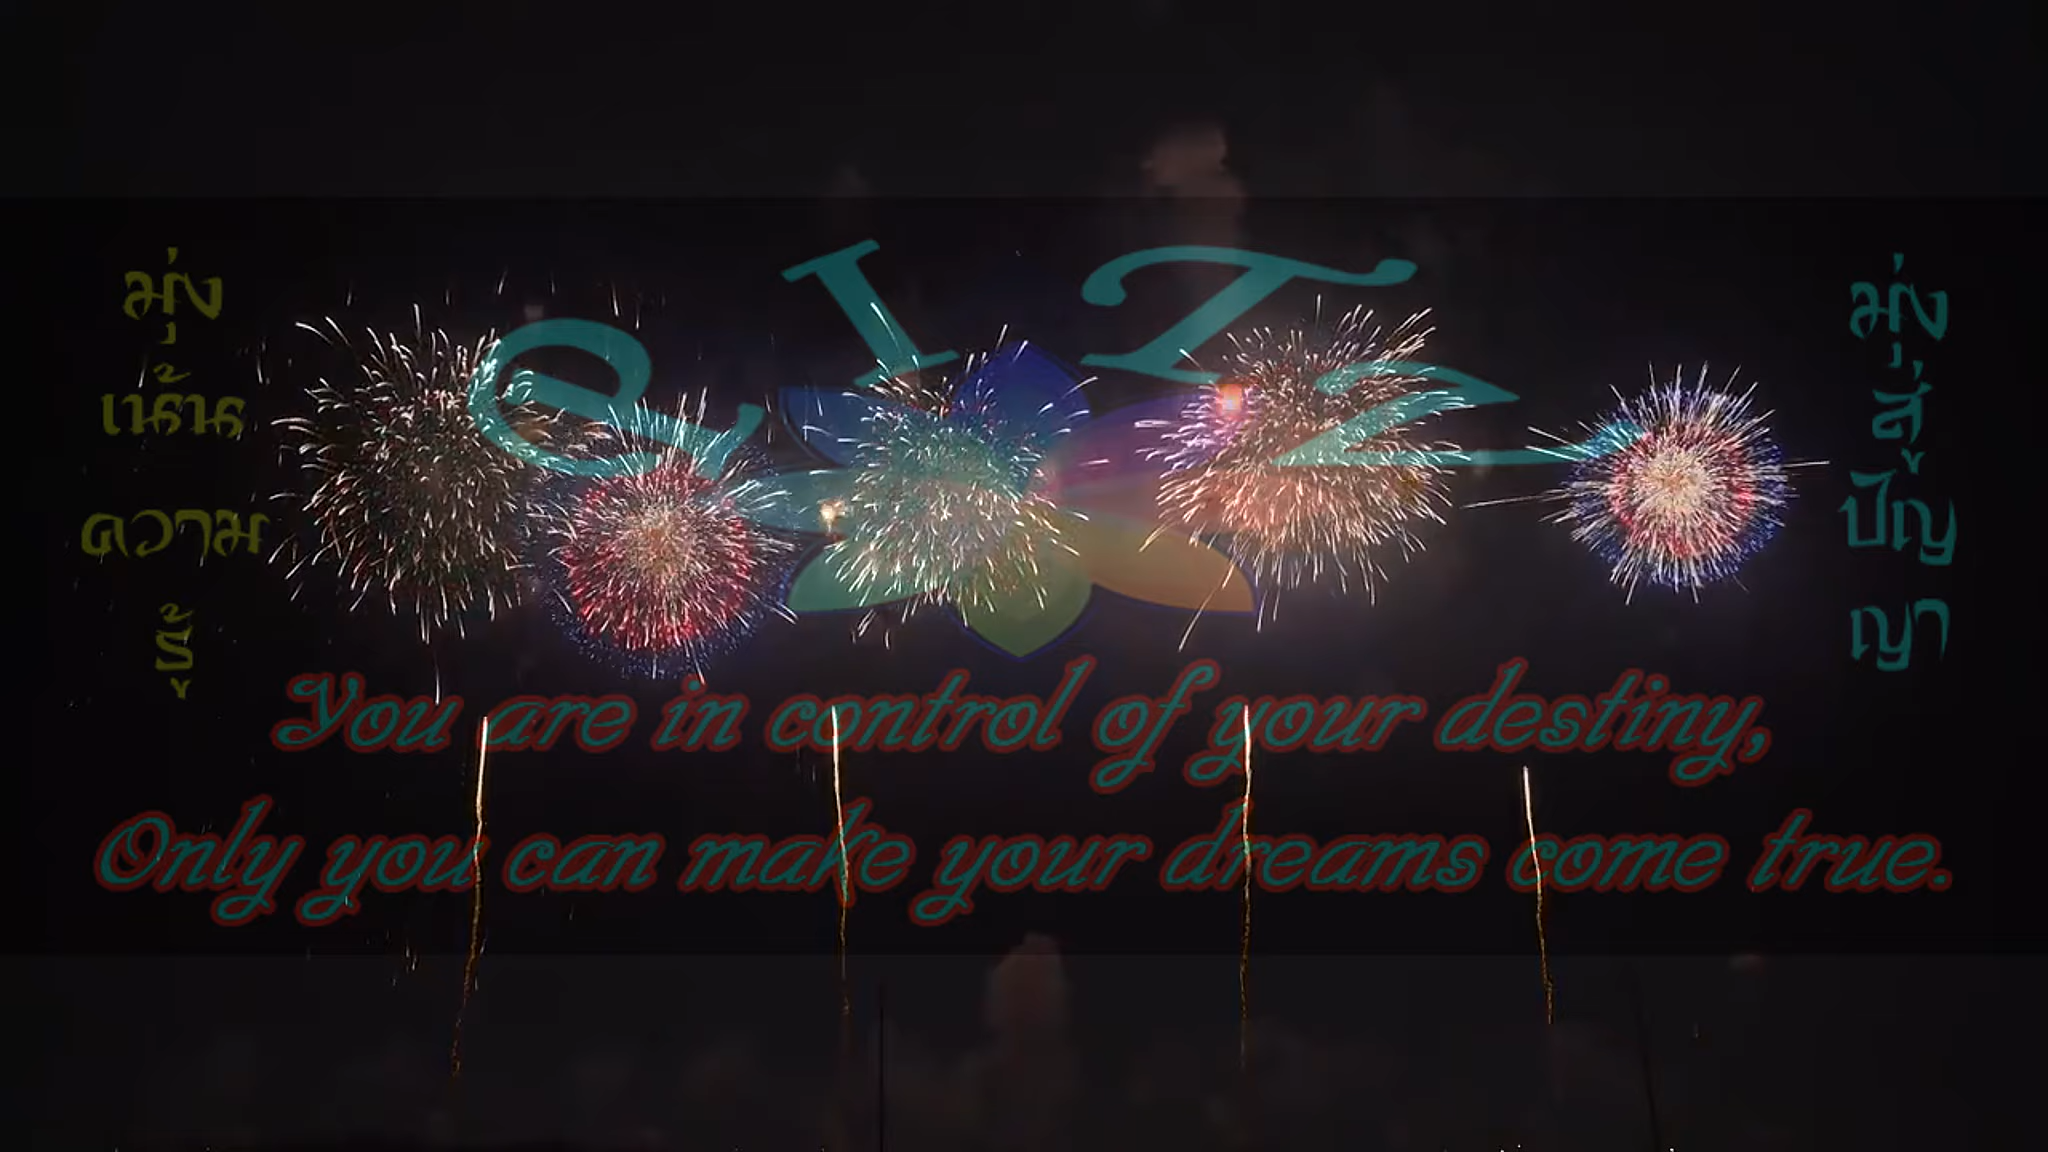 eITz
มุ่ง
เน้น
ความ
รู้
มุ่ง
สู่
ปัญ
ญา
You are in control of your destiny,
Only you can make your dreams come true.